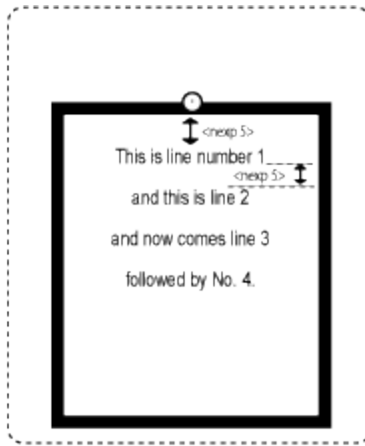 <nexp 5>
This is line number 1
<nexp 5>
and this is line 2
and now comes line 3
followed by No. 4.